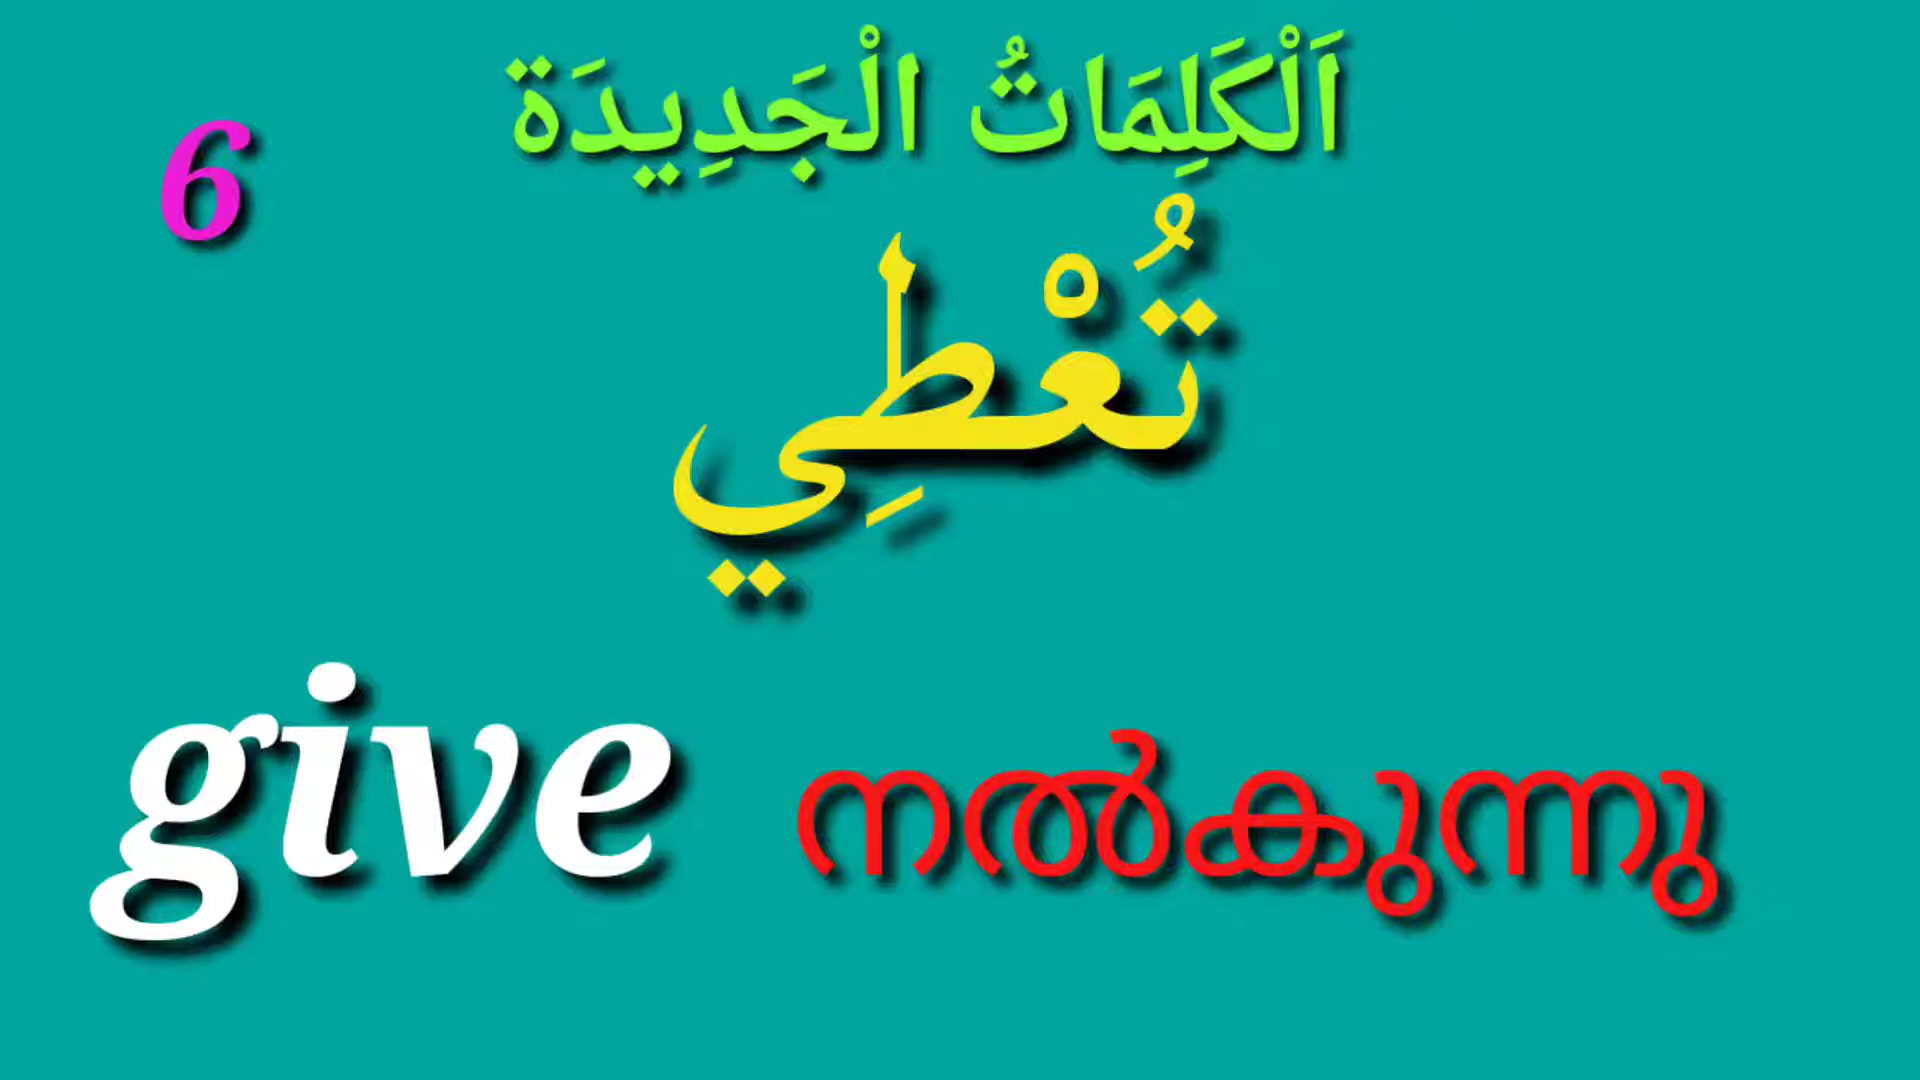 اَلْكَلِمَاتُ الْجَدِيدَة
6
تُعْطِي
give നൽകുന്നു